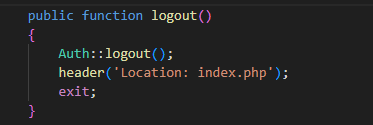 public function logout()
{
    Auth::logout();
    header('Location: index.php');
    exit;
}